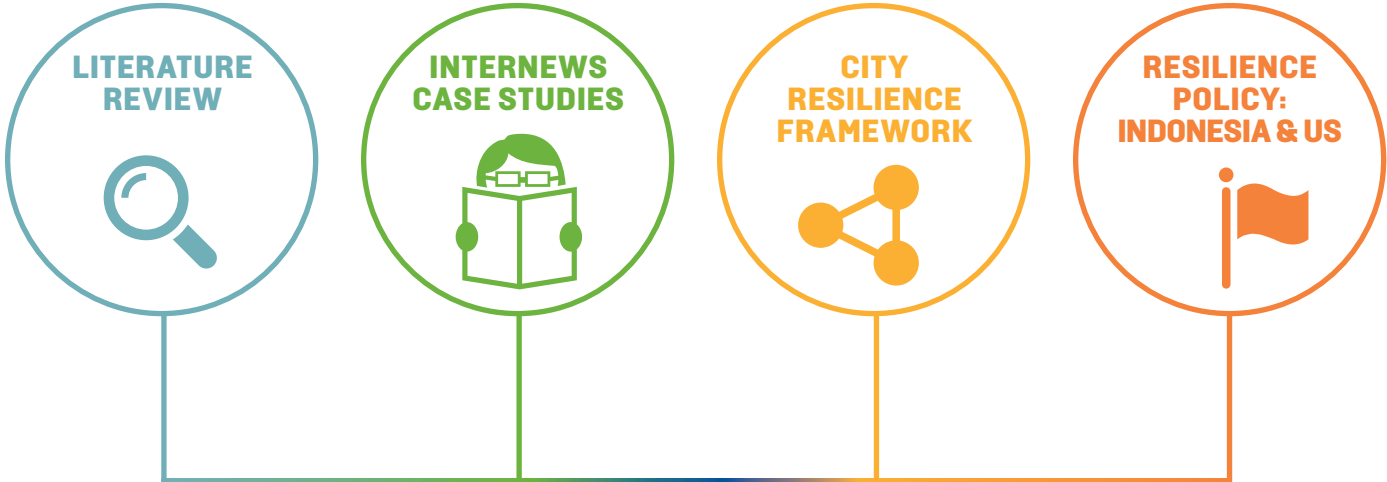 LITERATURE
REVIEW
INTERNEWS
CASE STUDIES
CITY
RESILIENCE
FRAMEWORK
RESILIENCE
POLICY:
INDONESIA & US